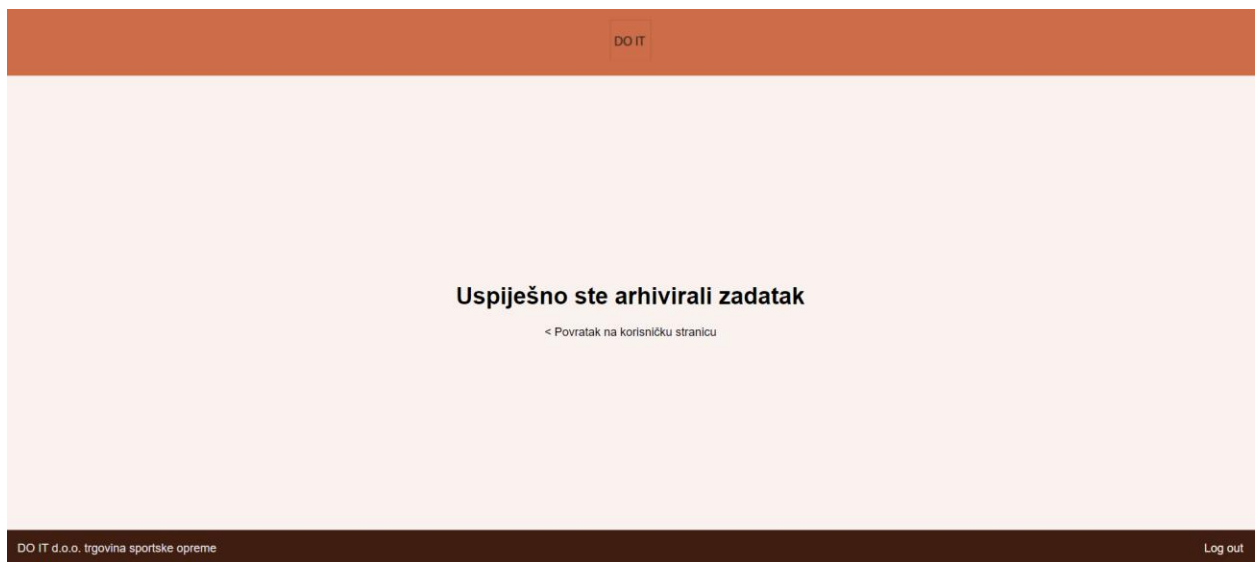 DO IT
Uspiješno ste arhivirali zadatak
< Povratak na korisničku stranicu
DO IT d.o.o. trgovina sportske opreme
Log out